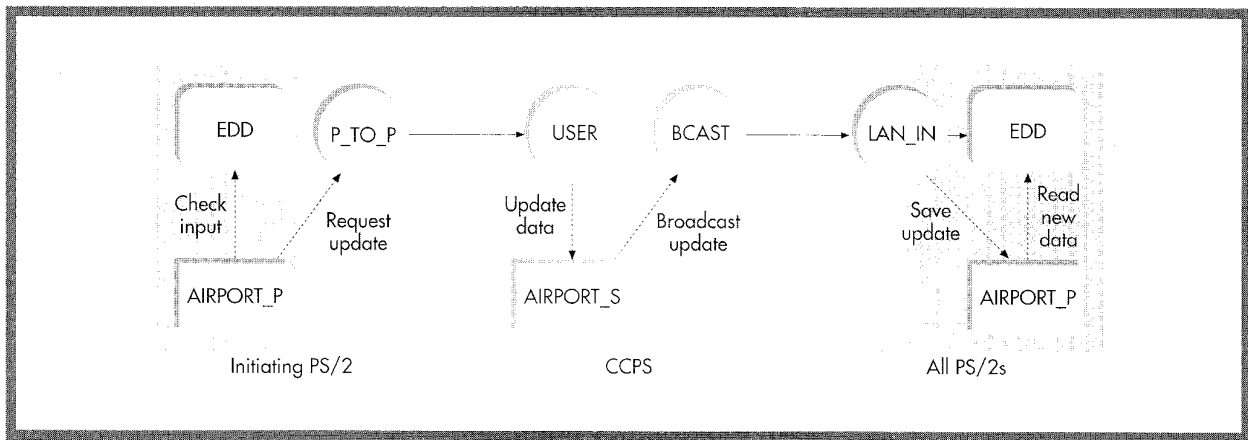 EDD
P_TO_P
USER
BCAST
LAN_IN
EDD
Check
input
Request
update
Update
data
Broadcast
update
Save
update
Read
new
data
AIRPORT_P
AIRPORT_S
AIRPORT_P
Initiating PS/2
CCPS
All PS/2s